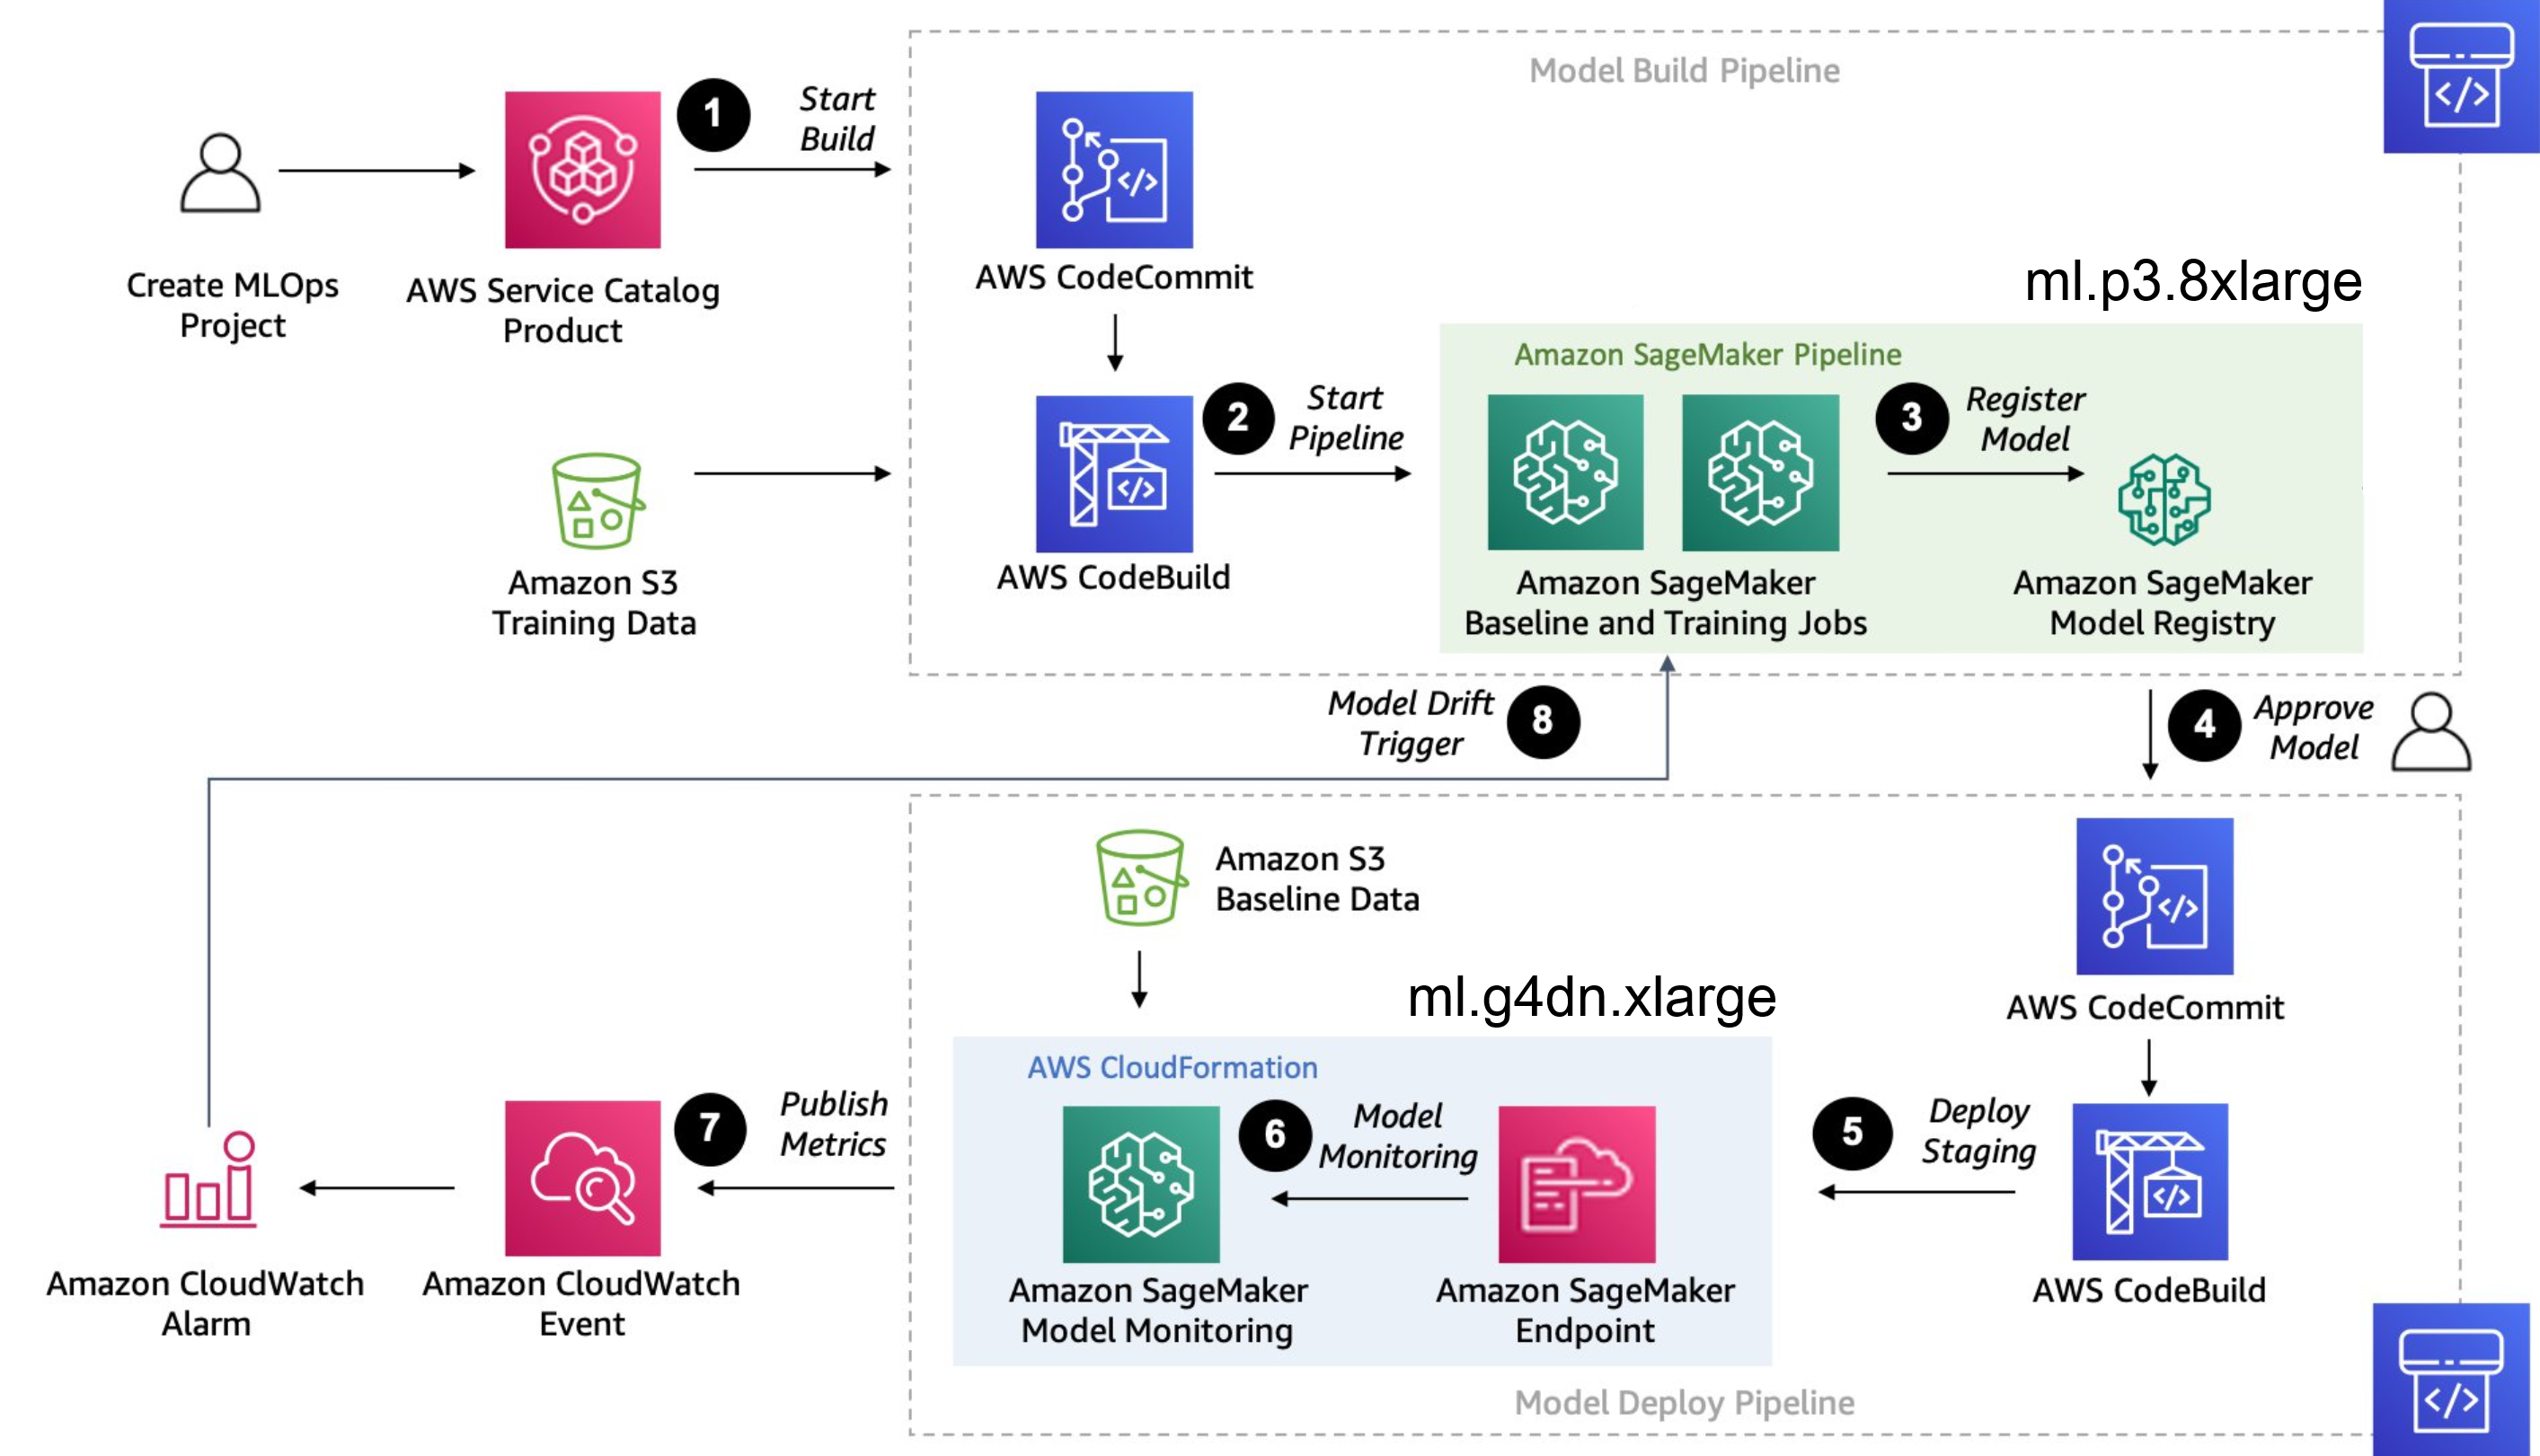 Model Build Pipeline
1
Start
Build
Create MLOps
Project
AWS Service Catalog
Product
</>
AWS CodeCommit
</>
ml.p3.8xlarge
Amazon S3
Training Data
</>
AWS CodeBuild
2
Start
Pipeline
Amazon SageMaker Pipeline
3
Register
Model
Amazon SageMaker
Baseline and Training Jobs
Amazon SageMaker
Model Registry
Model Drift
Trigger
8
4
Approve
Model
Amazon S3
Baseline Data
</>
AWS CodeCommit
ml.g4dn.xlarge
AWS CloudFormation
6
Model
Monitoring
Amazon SageMaker
Model Monitoring
Amazon SageMaker
Endpoint
5
Deploy
Staging
</>
AWS CodeBuild
7
Publish
Metrics
Amazon CloudWatch
Event
Amazon CloudWatch
Alarm
Model Deploy Pipeline
</>